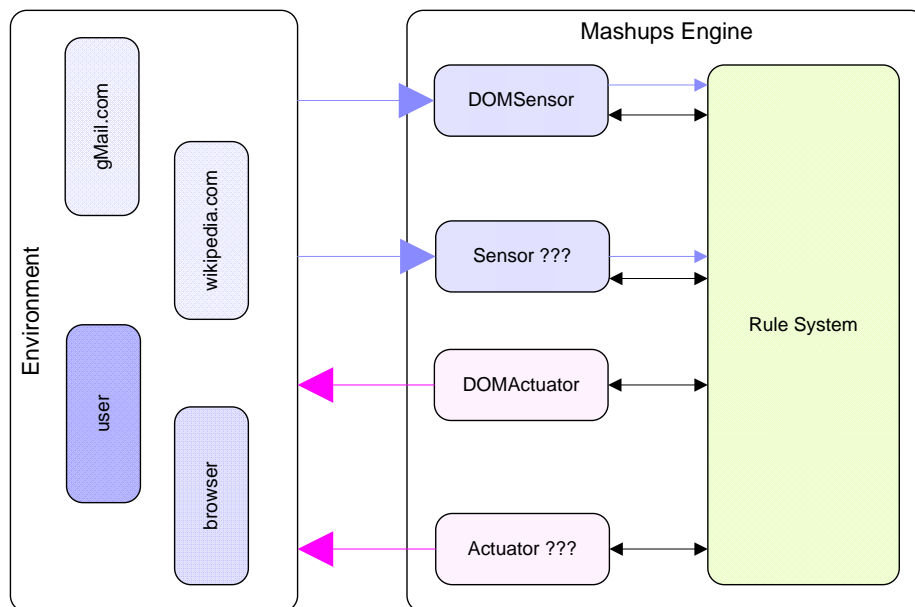 Environment
gMail.com
wikipedia.com
user
browser
Mashups Engine
DOMSensor
Sensor ???
DOMActuator
Actuator ???
Rule System